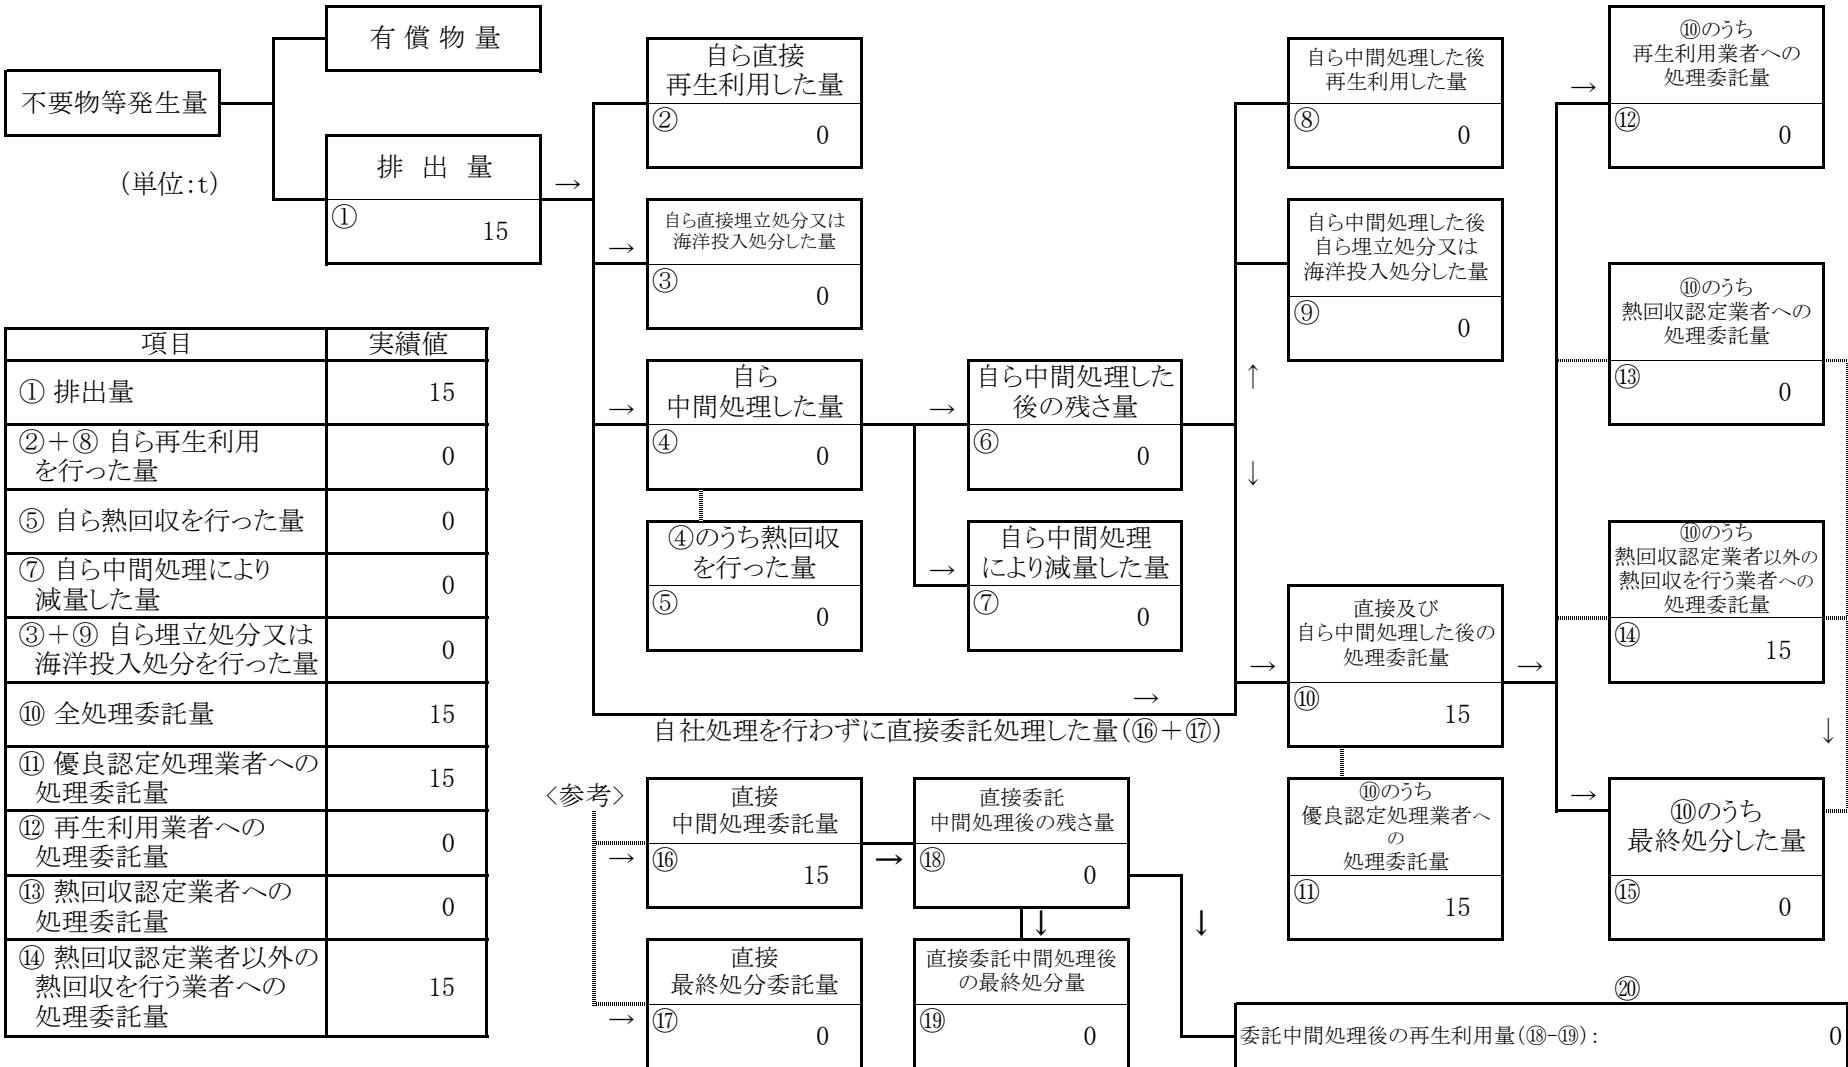 有 償 物 量
不要物等発生量
排 出 量
①
15
(単位:t)
→
自ら直接
再生利用した量
②
0
→
自ら直接埋立処分又は
海洋投入処分した量
③
0
→
自ら
中間処理した量
④
0
④のうち熱回収
を行った量
⑤
0
→
自ら中間処理した
後の残さ量
⑥
0
→
自ら中間処理
により減量した量
⑦
0
↑
↓
自ら中間処理した後
再生利用した量
⑧
0
自ら中間処理した後
自ら埋立処分又は
海洋投入処分した量
⑨
0
→
自社処理を行わずに直接委託処理した量(⑯+⑰)
→
直接及び
自ら中間処理した後の
処理委託量
⑩
15
→
⑩のうち
優良認定処理業者へ
の
処理委託量
⑪
15
→
⑩のうち
再生利用業者への
処理委託量
⑫
0
⑩のうち
熱回収認定業者への
処理委託量
⑬
0
⑩のうち
熱回収認定業者以外の
熱回収を行う業者への
処理委託量
⑭
15
↓
→
⑩のうち
最終処分した量
⑮
0
項目 実績値
① 排出量 15
②+⑧ 自ら再生利用
を行った量 0
⑤ 自ら熱回収を行った量 0
⑦ 自ら中間処理により
減量した量 0
③+⑨ 自ら埋立処分又は
海洋投入処分を行った量 0
⑩ 全処理委託量 15
⑪ 優良認定処理業者への
処理委託量 15
⑫ 再生利用業者への
処理委託量 0
⑬ 熱回収認定業者への
処理委託量 0
⑭ 熱回収認定業者以外の
熱回収を行う業者への
処理委託量 15
<参考>
→
直接
中間処理委託量
⑯
15
→
直接委託
中間処理後の残さ量
⑱
0
↓
↓
→
直接
最終処分委託量
⑰
0
直接委託中間処理後
の最終処分量
⑲
0
⑳
委託中間処理後の再生利用量(⑱-⑲): 0